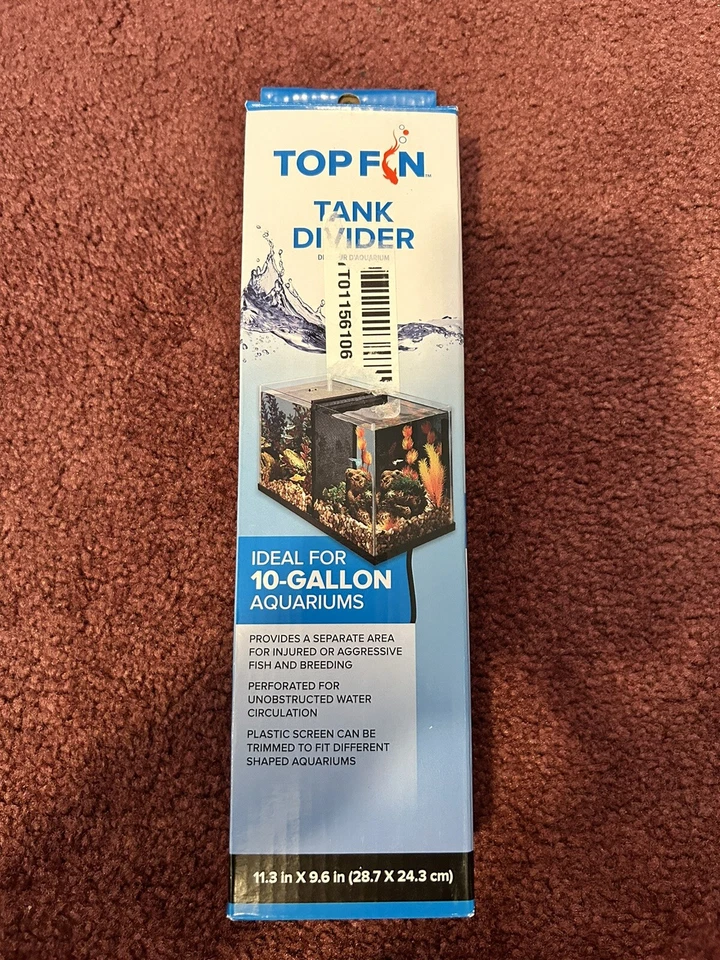 TOP FIN™
TANK
DIVIDER
D'AQUARIUM
T01156106
IDEAL FOR
10-GALLON
AQUARIUMS
PROVIDES A SEPARATE AREA
FOR INJURED OR AGGRESSIVE
FISH AND BREEDING
PERFORATED FOR
UNOBSTRUCTED WATER
CIRCULATION
PLASTIC SCREEN CAN BE
TRIMMED TO FIT DIFFERENT
SHAPED AQUARIUMS
11.3 in X 9.6 in (28.7 X 24.3 cm)